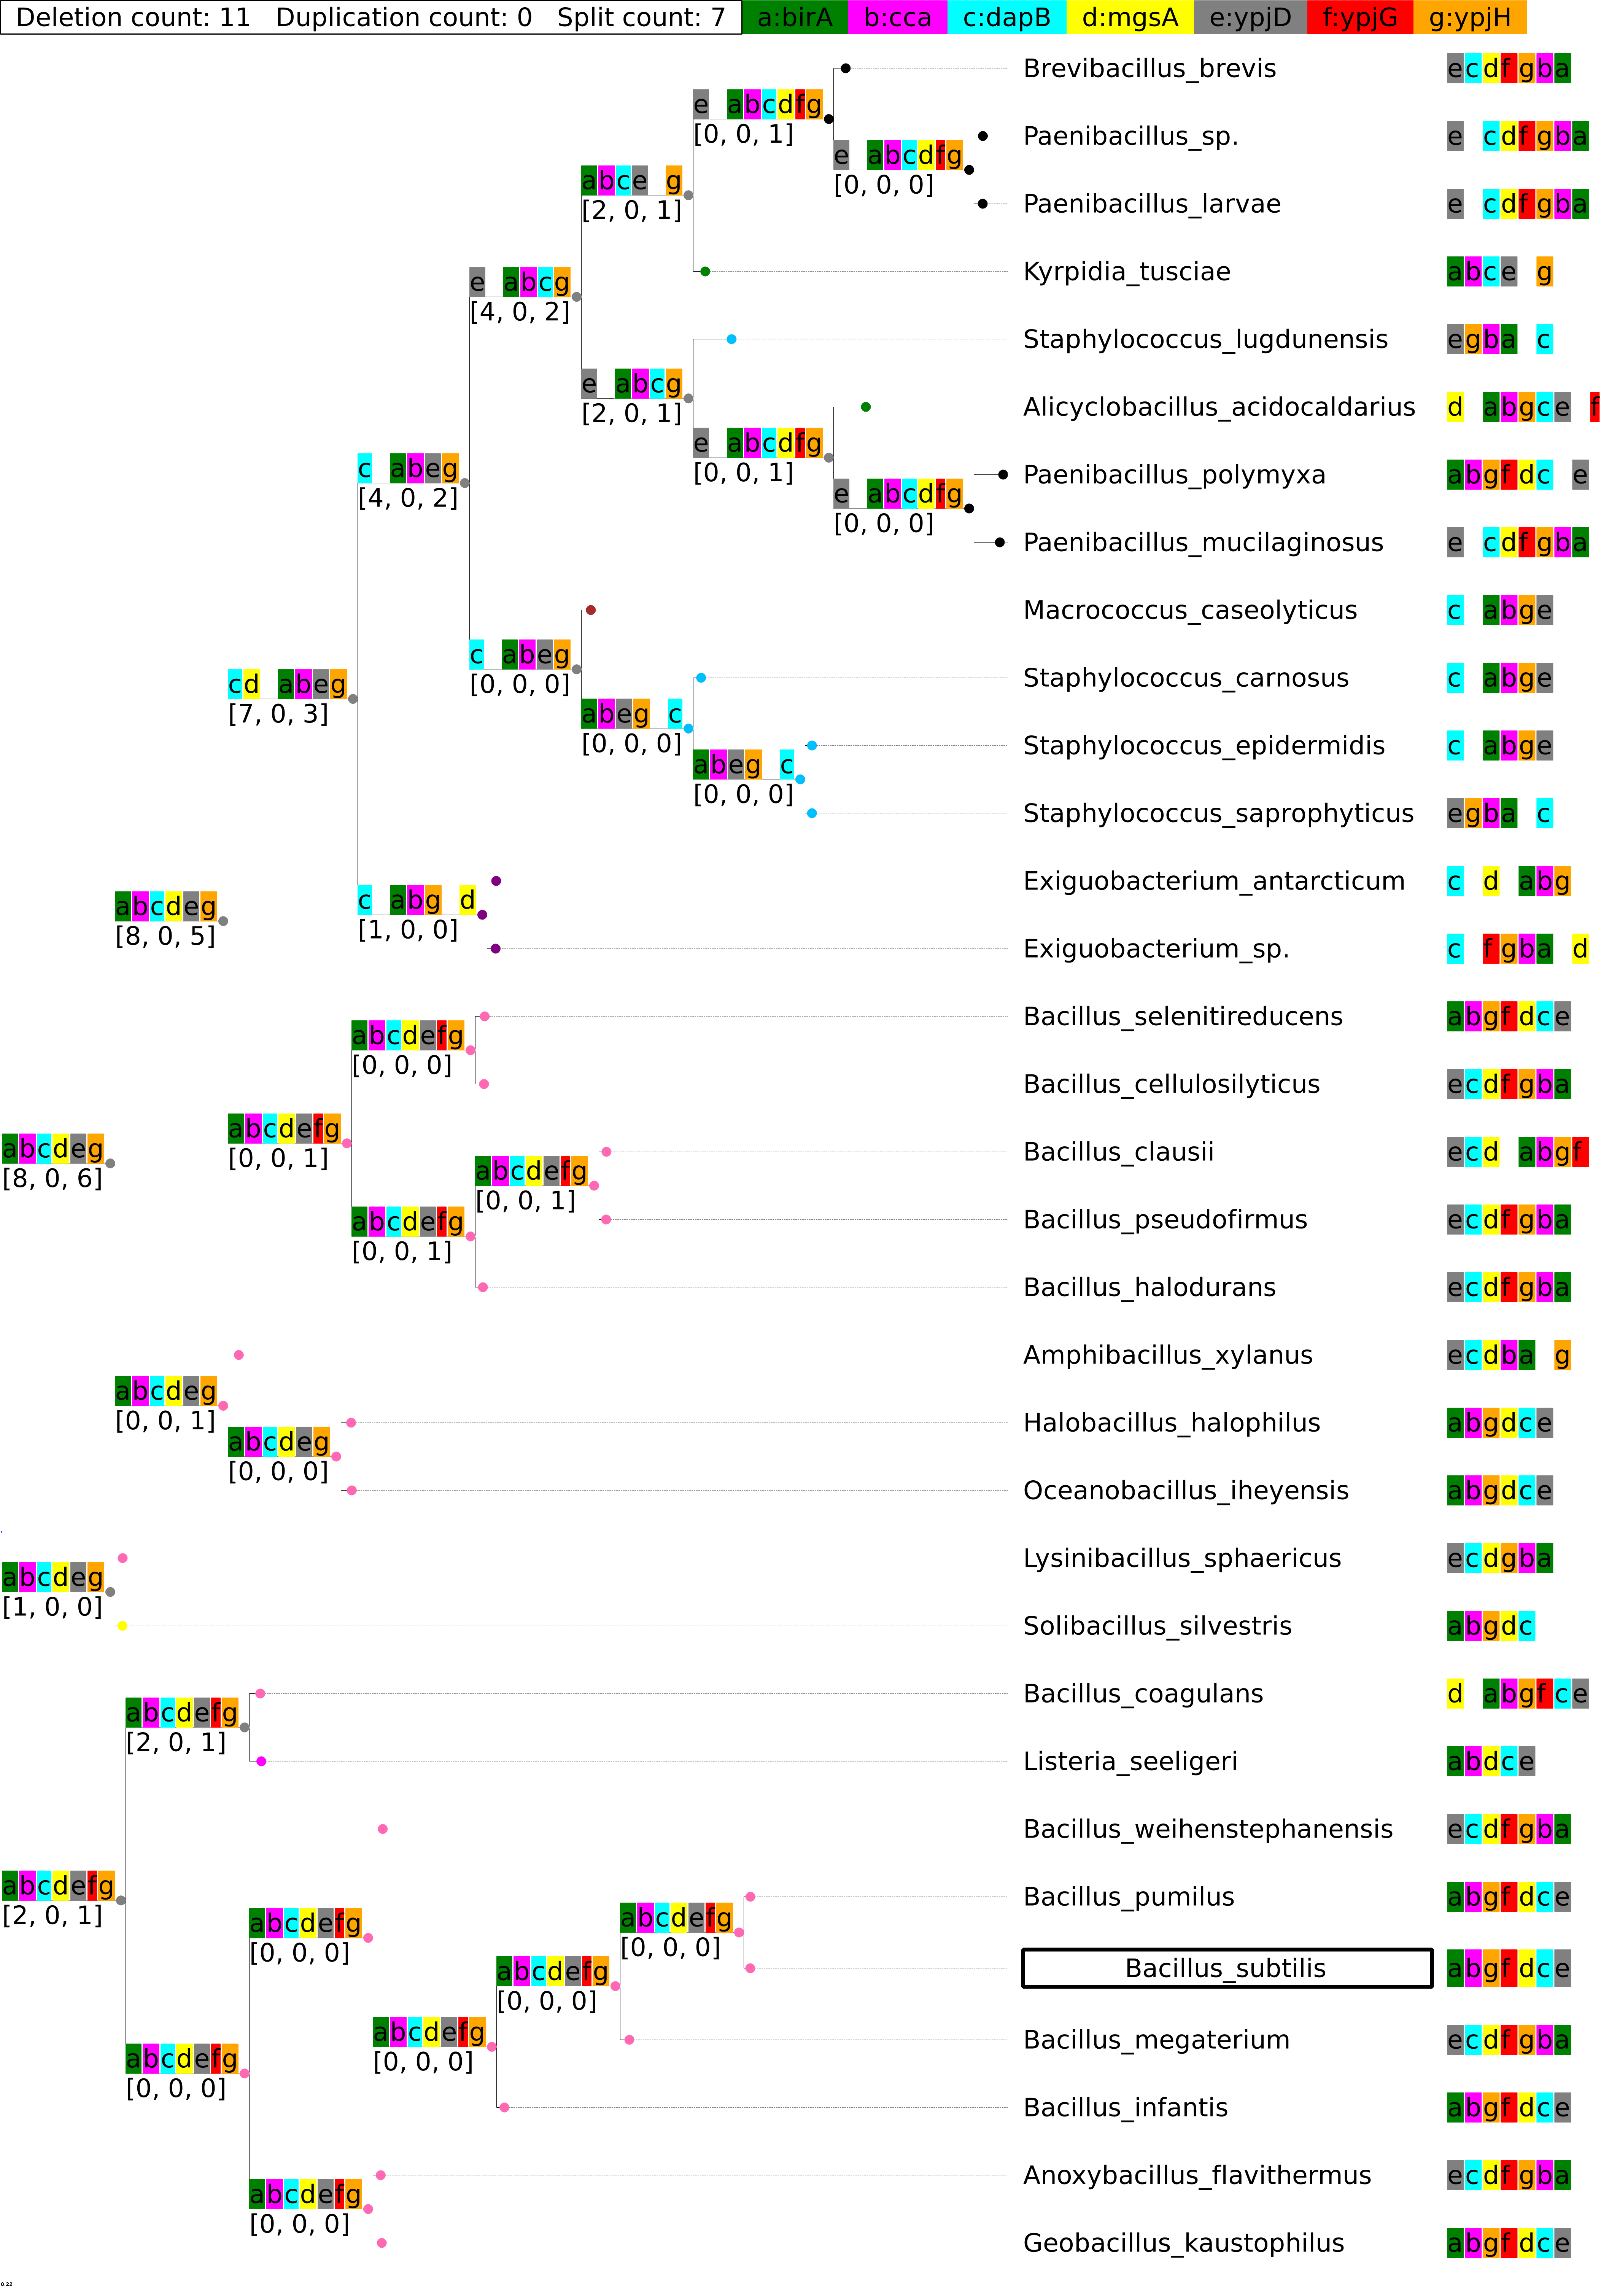 Deletion count: 11 Duplication count: 0 Split count: 7 a:birA b:cca c:dapB d:mgsA e:ypjD f:ypjG g:ypjH
Brevibacillus_brevis ecdfgba
e abcdfg
[0, 0, 1]
Paenibacillus_sp. e cdfgba
e abcdfg
[0, 0, 0]
abce g
[2, 0, 1]
Paenibacillus_larvae e cdfgba
Kyrpidia_tusciae abce g
e abcg
[4, 0, 2]
Staphylococcus_lugdunensis egba c
e abcg
[2, 0, 1]
Alicyclobacillus_acidocaldarius d abgce f
e abcdfg
[0, 0, 1]
c abeg
[4, 0, 2]
Paenibacillus_polymyxa abgfdc e
e abcdfg
[0, 0, 0]
Paenibacillus_mucilaginosus e cdfgba
Macrococcus_caseolyticus c abge
c abeg
[0, 0, 0]
Staphylococcus_carnosus c abge
cd abeg
[7, 0, 3]
abeg c
[0, 0, 0]
Staphylococcus_epidermidis c abge
abeg c
[0, 0, 0]
Staphylococcus_saprophyticus egba c
Exiguobacterium_antarcticum c d abg
c abg d
[1, 0, 0]
abcdeg
[8, 0, 5]
Exiguobacterium_sp. c fgba d
Bacillus_selenitireducens abgfdce
abcdefg
[0, 0, 0]
Bacillus_cellulosilyticus ecdfgba
abcdefg
[0, 0, 1]
abcdeg
[8, 0, 6]
Bacillus_clausii ecd abgf
abcdefg
[0, 0, 1]
Bacillus_pseudofirmus ecdfgba
abcdefg
[0, 0, 1]
Bacillus_halodurans ecdfgba
Amphibacillus_xylanus ecdba g
abcdeg
[0, 0, 1]
Halobacillus_halophilus abgdce
abcdeg
[0, 0, 0]
Oceanobacillus_iheyensis abgdce
Lysinibacillus_sphaericus ecdgba
abcdeg
[1, 0, 0]
Solibacillus_silvestris abgdc
Bacillus_coagulans d abgfce
abcdefg
[2, 0, 1]
Listeria_seeligeri abdce
Bacillus_weihenstephanensis ecdfgba
abcdefg
[2, 0, 1]
Bacillus_pumilus abgfdce
abcdefg
[0, 0, 0]
abcdefg
[0, 0, 0]
Bacillus_subtilis abgfdce
abcdefg
[0, 0, 0]
Bacillus_megaterium ecdfgba
abcdefg
[0, 0, 0]
abcdefg
[0, 0, 0]
Bacillus_infantis abgfdce
Anoxybacillus_flavithermus ecdfgba
abcdefg
[0, 0, 0]
Geobacillus_kaustophilus abgfdce
0.22